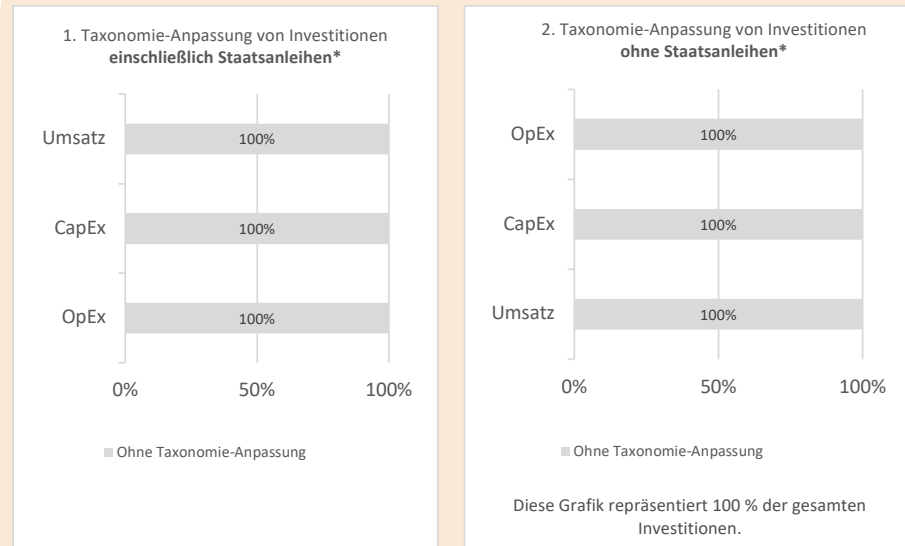 1. Taxonomie-Anpassung von Investitionen
einschließlich Staatsanleihen*
Umsatz
100%
CapEx
100%
OpEx
100%
0%
50%
100%
Ohne Taxonomie-Anpassung
2. Taxonomie-Anpassung von Investitionen
ohne Staatsanleihen*
OpEx
100%
CapEx
100%
Umsatz
100%
0%
50%
100%
Ohne Taxonomie-Anpassung
Diese Grafik repräsentiert 100 % der gesamten
Investitionen.